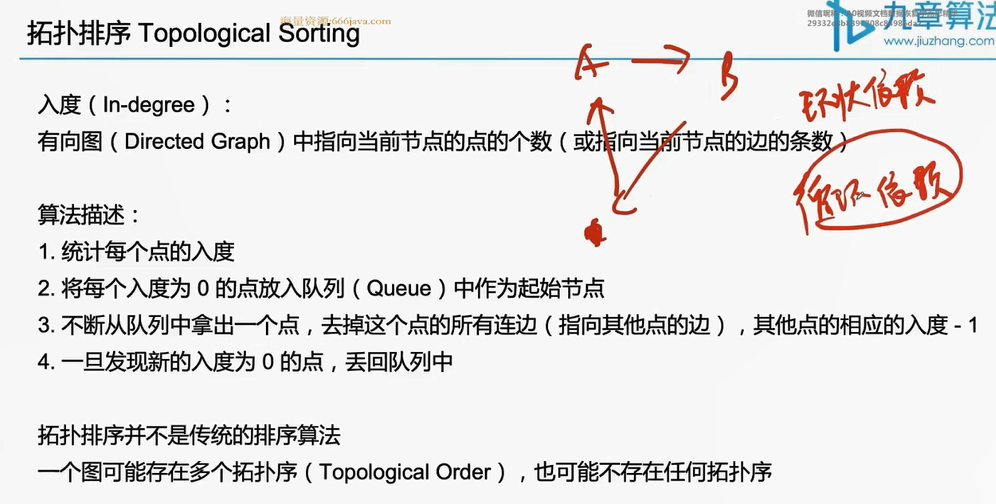 海量资源:666java.com
拓扑排序 Topological Sorting
九章算法
www.jiuzhang.com
A
B
环状依赖
入度（In-degree）:
有向图（Directed Graph）中指向当前节点的点的个数（或指向当前节点的边的条数）
C
循环依赖
算法描述:
1. 统计每个点的入度
2. 将每个入度为 0 的点放入队列（Queue）中作为起始节点
3. 不断从队列中拿出一个点，去掉这个点的所有连边（指向其他点的边），其他点的相应的入度 - 1
4. 一旦发现新的入度为 0 的点，丢回队列中
拓扑排序并不是传统的排序算法
一个图可能存在多个拓扑序（Topological Order），也可能不存在任何拓扑序